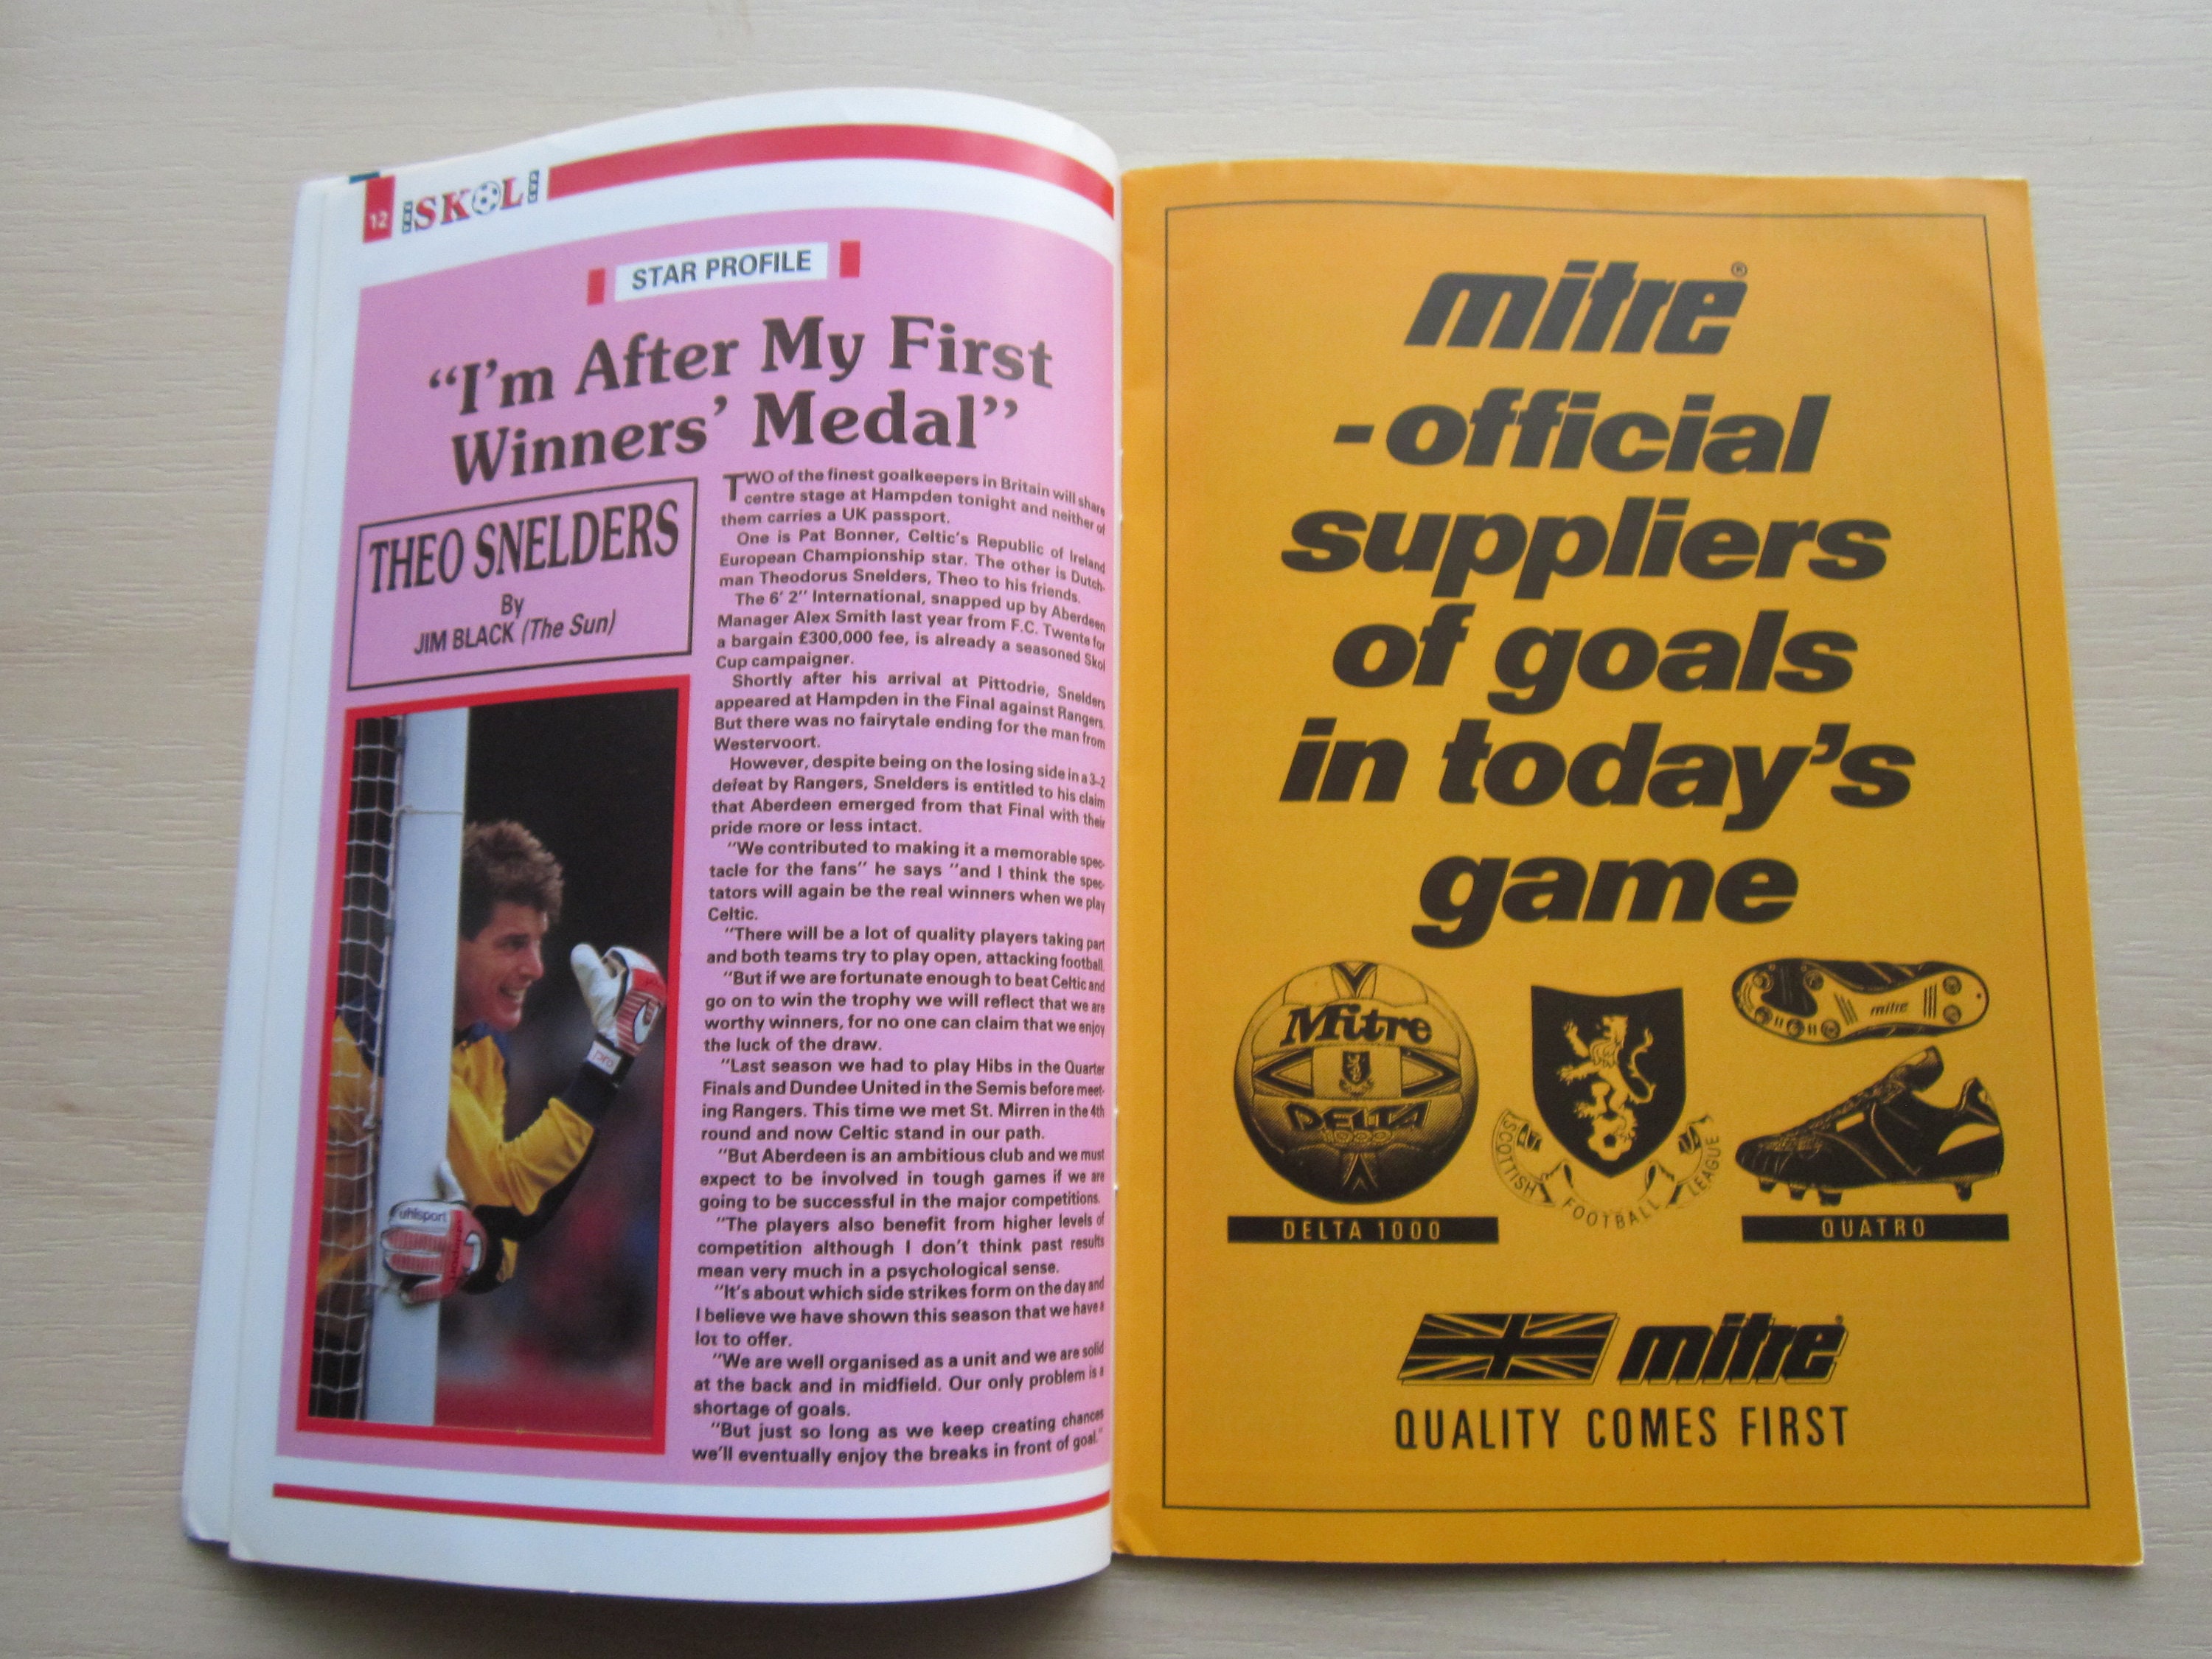 12 THE SKOL CUP
STAR PROFILE
“I’m After My First
Winners’ Medal”
THEO SNELDERS
By
JIM BLACK (The Sun)
TWO of the finest goalkeepers in Britain will share
centre stage at Hampden tonight and neither of
them carries a UK passport.
One is Pat Bonner, Celtic's Republic of Ireland
European Championship star. The other is Dutch-
man Theodorus Snelders, Theo to his friends.
The 6' 2" International, snapped up by Aberdeen
Manager Alex Smith last year from F.C. Twente for
a bargain £300,000 fee, is already a seasoned Skol
Cup campaigner.
Shortly after his arrival at Pittodrie, Snelders
appeared at Hampden in the Final against Rangers.
But there was no fairytale ending for the man from
Westervoort.
However, despite being on the losing side in a 3–2
defeat by Rangers, Snelders is entitled to his claim
that Aberdeen emerged from that Final with their
pride more or less intact.
"We contributed to making it a memorable spec-
tacle for the fans" he says "and I think the spec-
tators will again be the real winners when we play
Celtic.
"There will be a lot of quality players taking part
and both teams try to play open, attacking football.
"But if we are fortunate enough to beat Celtic and
go on to win the trophy we will reflect that we are
worthy winners, for no one can claim that we enjoy
the luck of the draw.
"Last season we had to play Hibs in the Quarter
Finals and Dundee United in the Semis before meet-
ing Rangers. This time we met St. Mirren in the 4th
round and now Celtic stand in our path.
"But Aberdeen is an ambitious club and we must
expect to be involved in tough games if we are
going to be successful in the major competitions.
"The players also benefit from higher levels of
competition although I don't think past results
mean very much in a psychological sense.
"It's about which side strikes form on the day and
I believe we have shown this season that we have a
lot to offer.
"We are well organised as a unit and we are solid
at the back and in midfield. Our only problem is a
shortage of goals.
"But just so long as we keep creating chances
we'll eventually enjoy the breaks in front of goal."
uhlsport
mitre®
-official
suppliers
of goals
in today's
game
Mitre
DELTA
1000
SCOTTISH FOOTBALL LEAGUE
mitre
DELTA 1000
QUATRO
mitre
QUALITY COMES FIRST